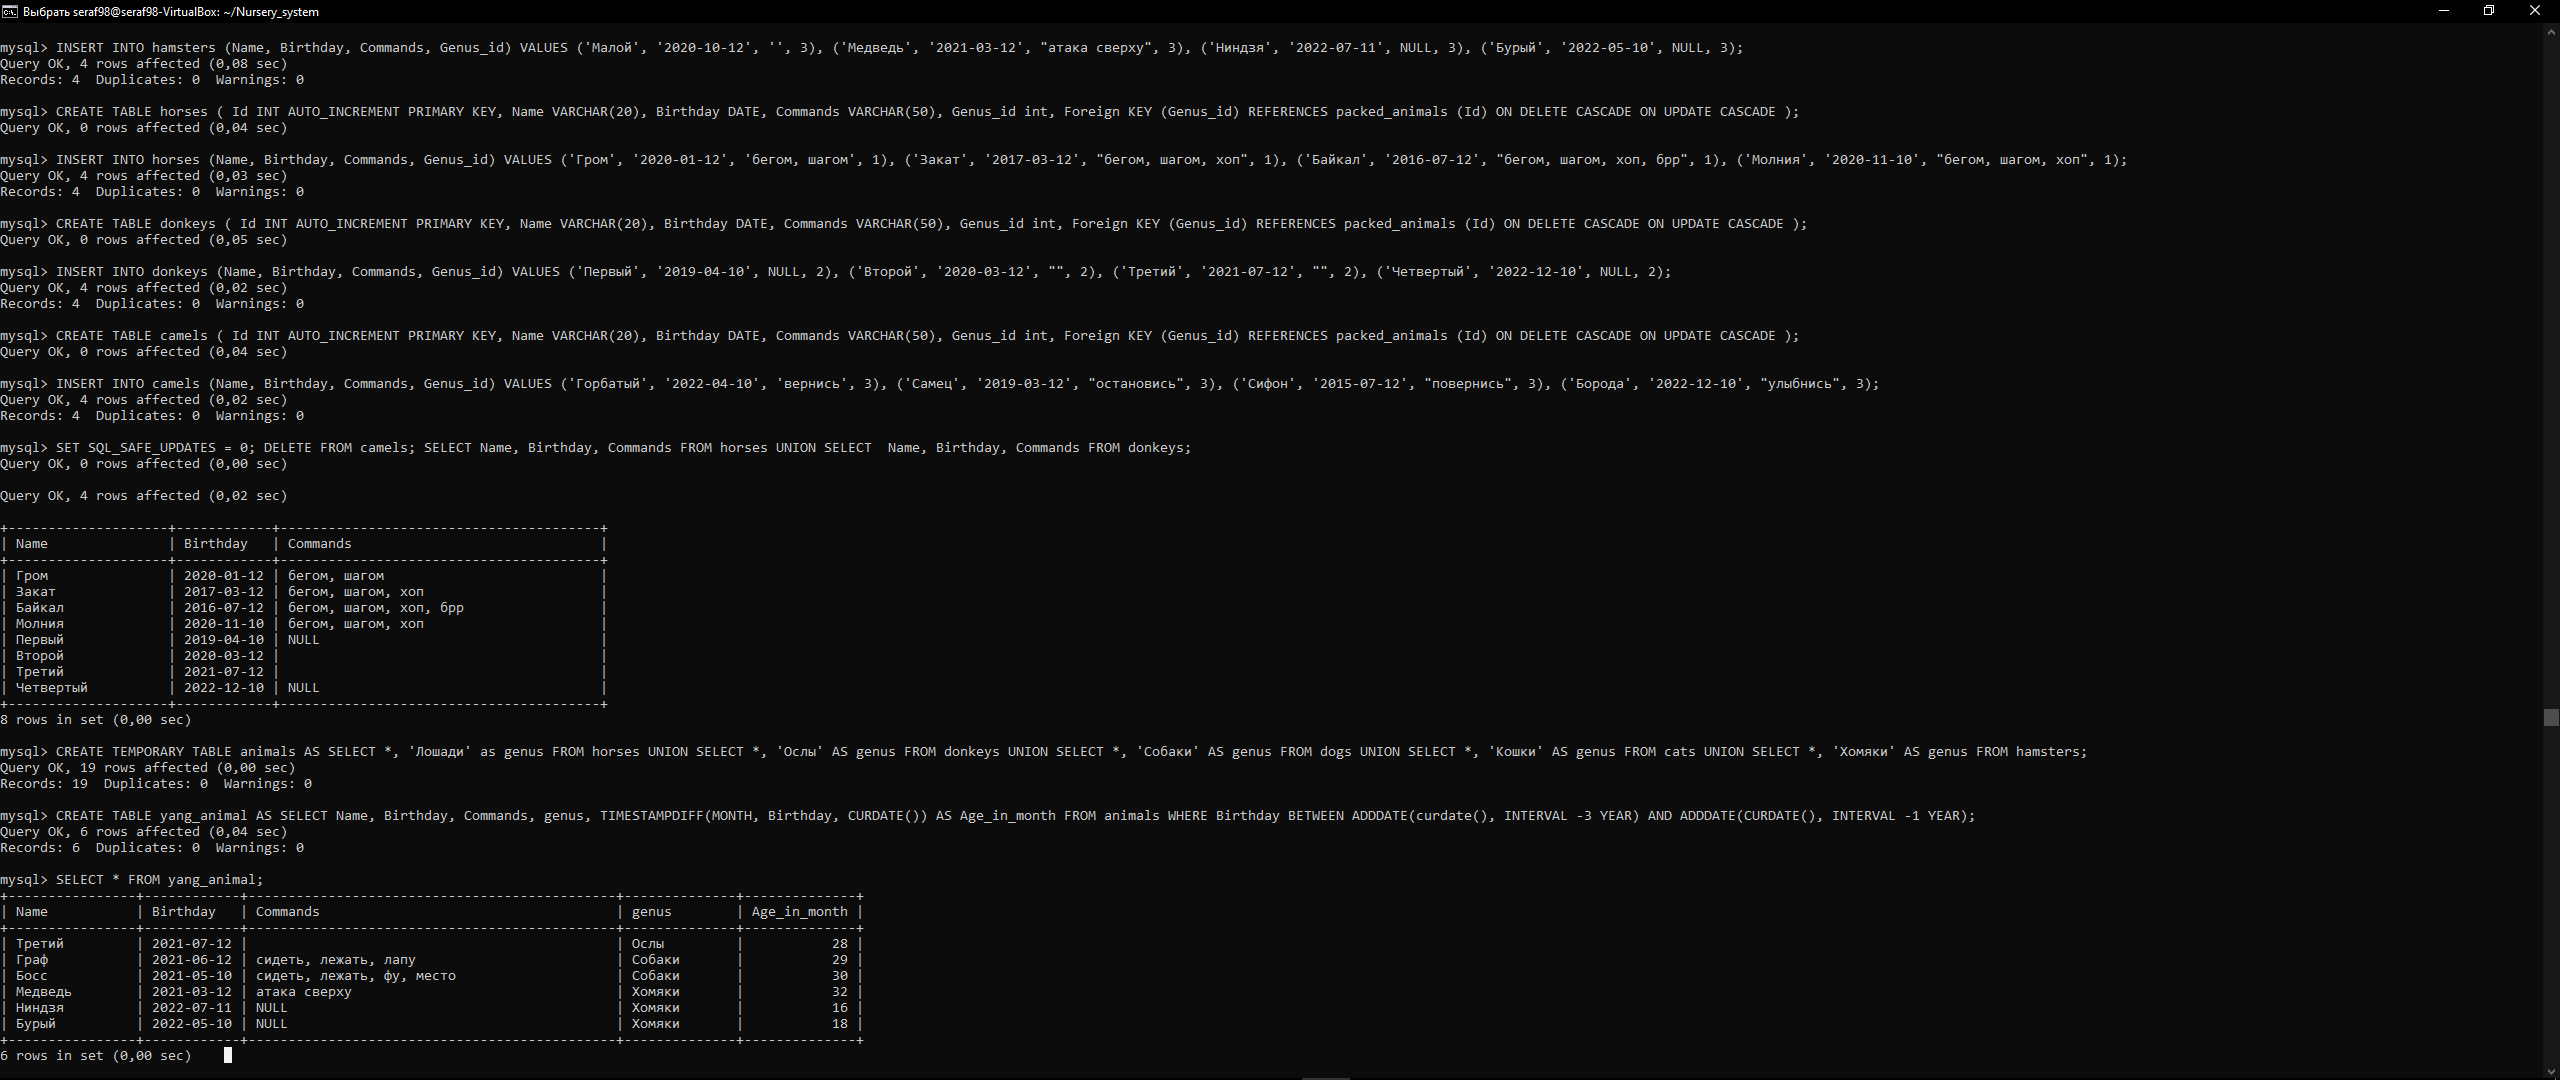 Выбрать seraf98@seraf98-VirtualBox: ~/Nursery_system
mysql> INSERT INTO hamsters (Name, Birthday, Commands, Genus_id) VALUES ('Малой', '2020-10-12', '', 3), ('Медведь', '2021-03-12', "атака сверху", 3), ('Ниндзя', '2022-07-11', NULL, 3), ('Бурый', '2022-05-10', NULL, 3);
Query OK, 4 rows affected (0,08 sec)
Records: 4  Duplicates: 0  Warnings: 0
mysql> CREATE TABLE horses ( Id INT AUTO_INCREMENT PRIMARY KEY, Name VARCHAR(20), Birthday DATE, Commands VARCHAR(50), Genus_id int, Foreign KEY (Genus_id) REFERENCES packed_animals (Id) ON DELETE CASCADE ON UPDATE CASCADE );
Query OK, 0 rows affected (0,04 sec)
mysql> INSERT INTO horses (Name, Birthday, Commands, Genus_id) VALUES ('Гром', '2020-01-12', 'бегом, шагом', 1), ('Закат', '2017-03-12', "бегом, шагом, хоп", 1), ('Байкал', '2016-07-12', "бегом, шагом, хоп, брр", 1), ('Молния', '2020-11-10', "бегом, шагом, хоп", 1);
Query OK, 4 rows affected (0,03 sec)
Records: 4  Duplicates: 0  Warnings: 0
mysql> CREATE TABLE donkeys ( Id INT AUTO_INCREMENT PRIMARY KEY, Name VARCHAR(20), Birthday DATE, Commands VARCHAR(50), Genus_id int, Foreign KEY (Genus_id) REFERENCES packed_animals (Id) ON DELETE CASCADE ON UPDATE CASCADE );
Query OK, 0 rows affected (0,05 sec)
mysql> INSERT INTO donkeys (Name, Birthday, Commands, Genus_id) VALUES ('Первый', '2019-04-10', NULL, 2), ('Второй', '2020-03-12', "", 2), ('Третий', '2021-07-12', "", 2), ('Четвертый', '2022-12-10', NULL, 2);
Query OK, 4 rows affected (0,02 sec)
Records: 4  Duplicates: 0  Warnings: 0
mysql> CREATE TABLE camels ( Id INT AUTO_INCREMENT PRIMARY KEY, Name VARCHAR(20), Birthday DATE, Commands VARCHAR(50), Genus_id int, Foreign KEY (Genus_id) REFERENCES packed_animals (Id) ON DELETE CASCADE ON UPDATE CASCADE );
Query OK, 0 rows affected (0,04 sec)
mysql> INSERT INTO camels (Name, Birthday, Commands, Genus_id) VALUES ('Горбатый', '2022-04-10', 'вернись', 3), ('Самец', '2019-03-12', "остановись", 3), ('Сифон', '2015-07-12', "повернись", 3), ('Борода', '2022-12-10', "улыбнись", 3);
Query OK, 4 rows affected (0,02 sec)
Records: 4  Duplicates: 0  Warnings: 0
mysql> SET SQL_SAFE_UPDATES = 0; DELETE FROM camels; SELECT Name, Birthday, Commands FROM horses UNION SELECT  Name, Birthday, Commands FROM donkeys;
Query OK, 0 rows affected (0,00 sec)
Query OK, 4 rows affected (0,02 sec)
| Name | Birthday | Commands |
| Гром | 2020-01-12 | бегом, шагом |
| Закат | 2017-03-12 | бегом, шагом, хоп |
| Байкал | 2016-07-12 | бегом, шагом, хоп, брр |
| Молния | 2020-11-10 | бегом, шагом, хоп |
| Первый | 2019-04-10 | NULL |
| Второй | 2020-03-12 | |
| Третий | 2021-07-12 | |
| Четвертый | 2022-12-10 | NULL |
8 rows in set (0,00 sec)
mysql> CREATE TEMPORARY TABLE animals AS SELECT *, 'Лошади' as genus FROM horses UNION SELECT *, 'Ослы' AS genus FROM donkeys UNION SELECT *, 'Собаки' AS genus FROM dogs UNION SELECT *, 'Кошки' AS genus FROM cats UNION SELECT *, 'Хомяки' AS genus FROM hamsters;
Query OK, 19 rows affected (0,00 sec)
Records: 19  Duplicates: 0  Warnings: 0
mysql> CREATE TABLE yang_animal AS SELECT Name, Birthday, Commands, genus, TIMESTAMPDIFF(MONTH, Birthday, CURDATE()) AS Age_in_month FROM animals WHERE Birthday BETWEEN ADDDATE(curdate(), INTERVAL -3 YEAR) AND ADDDATE(CURDATE(), INTERVAL -1 YEAR);
Query OK, 6 rows affected (0,04 sec)
Records: 6  Duplicates: 0  Warnings: 0
mysql> SELECT * FROM yang_animal;
| Name | Birthday | Commands | genus | Age_in_month |
| Третий | 2021-07-12 | | Ослы | 28 |
| Граф | 2021-06-12 | сидеть, лежать, лапу | Собаки | 29 |
| Босс | 2021-05-10 | сидеть, лежать, фу, место | Собаки | 30 |
| Медведь | 2021-03-12 | атака сверху | Хомяки | 32 |
| Ниндзя | 2022-07-11 | NULL | Хомяки | 16 |
| Бурый | 2022-05-10 | NULL | Хомяки | 18 |
6 rows in set (0,00 sec)